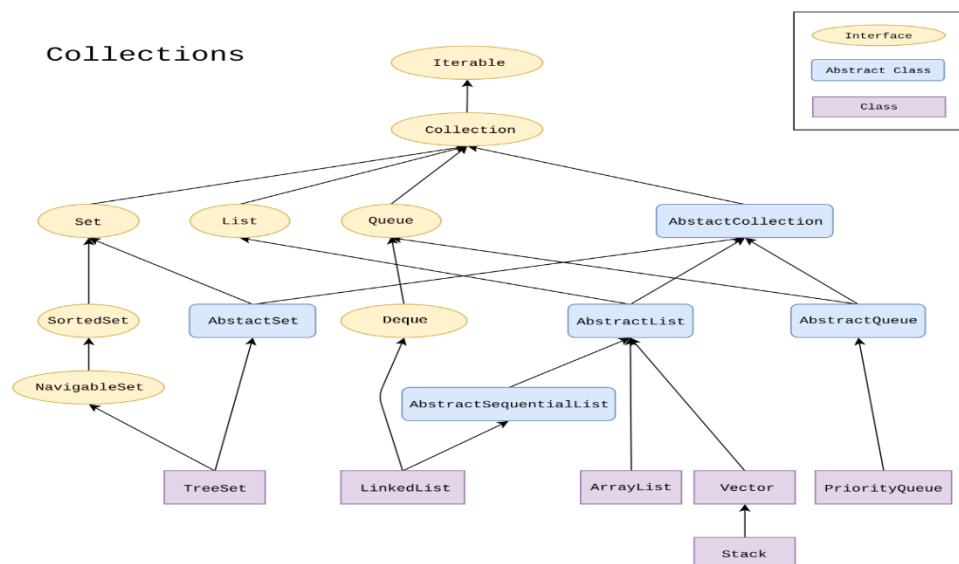 Collections
Interface
Iterable
Abstract Class
Class
Collection
Set
List
Queue
AbstactCollection
SortedSet
AbstactSet
Deque
AbstractList
AbstractQueue
NavigableSet
AbstractSequentialList
TreeSet
LinkedList
ArrayList
Vector
PriorityQueue
Stack